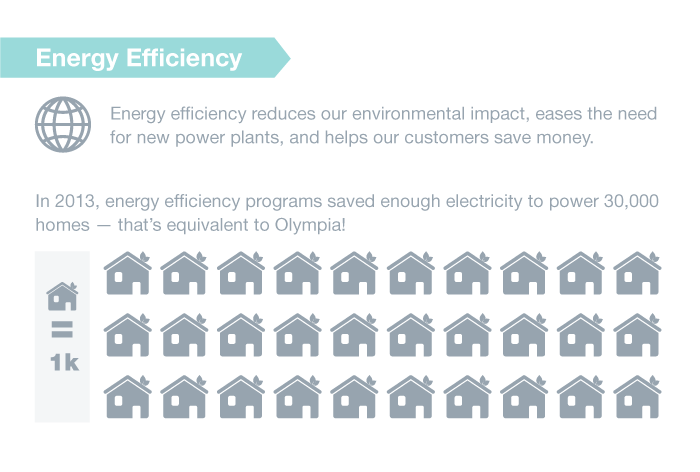 Energy Efficiency
Energy efficiency reduces our environmental impact, eases the need
for new power plants, and helps our customers save money.
In 2013, energy efficiency programs saved enough electricity to power 30,000
homes — that’s equivalent to Olympia!
=
1k